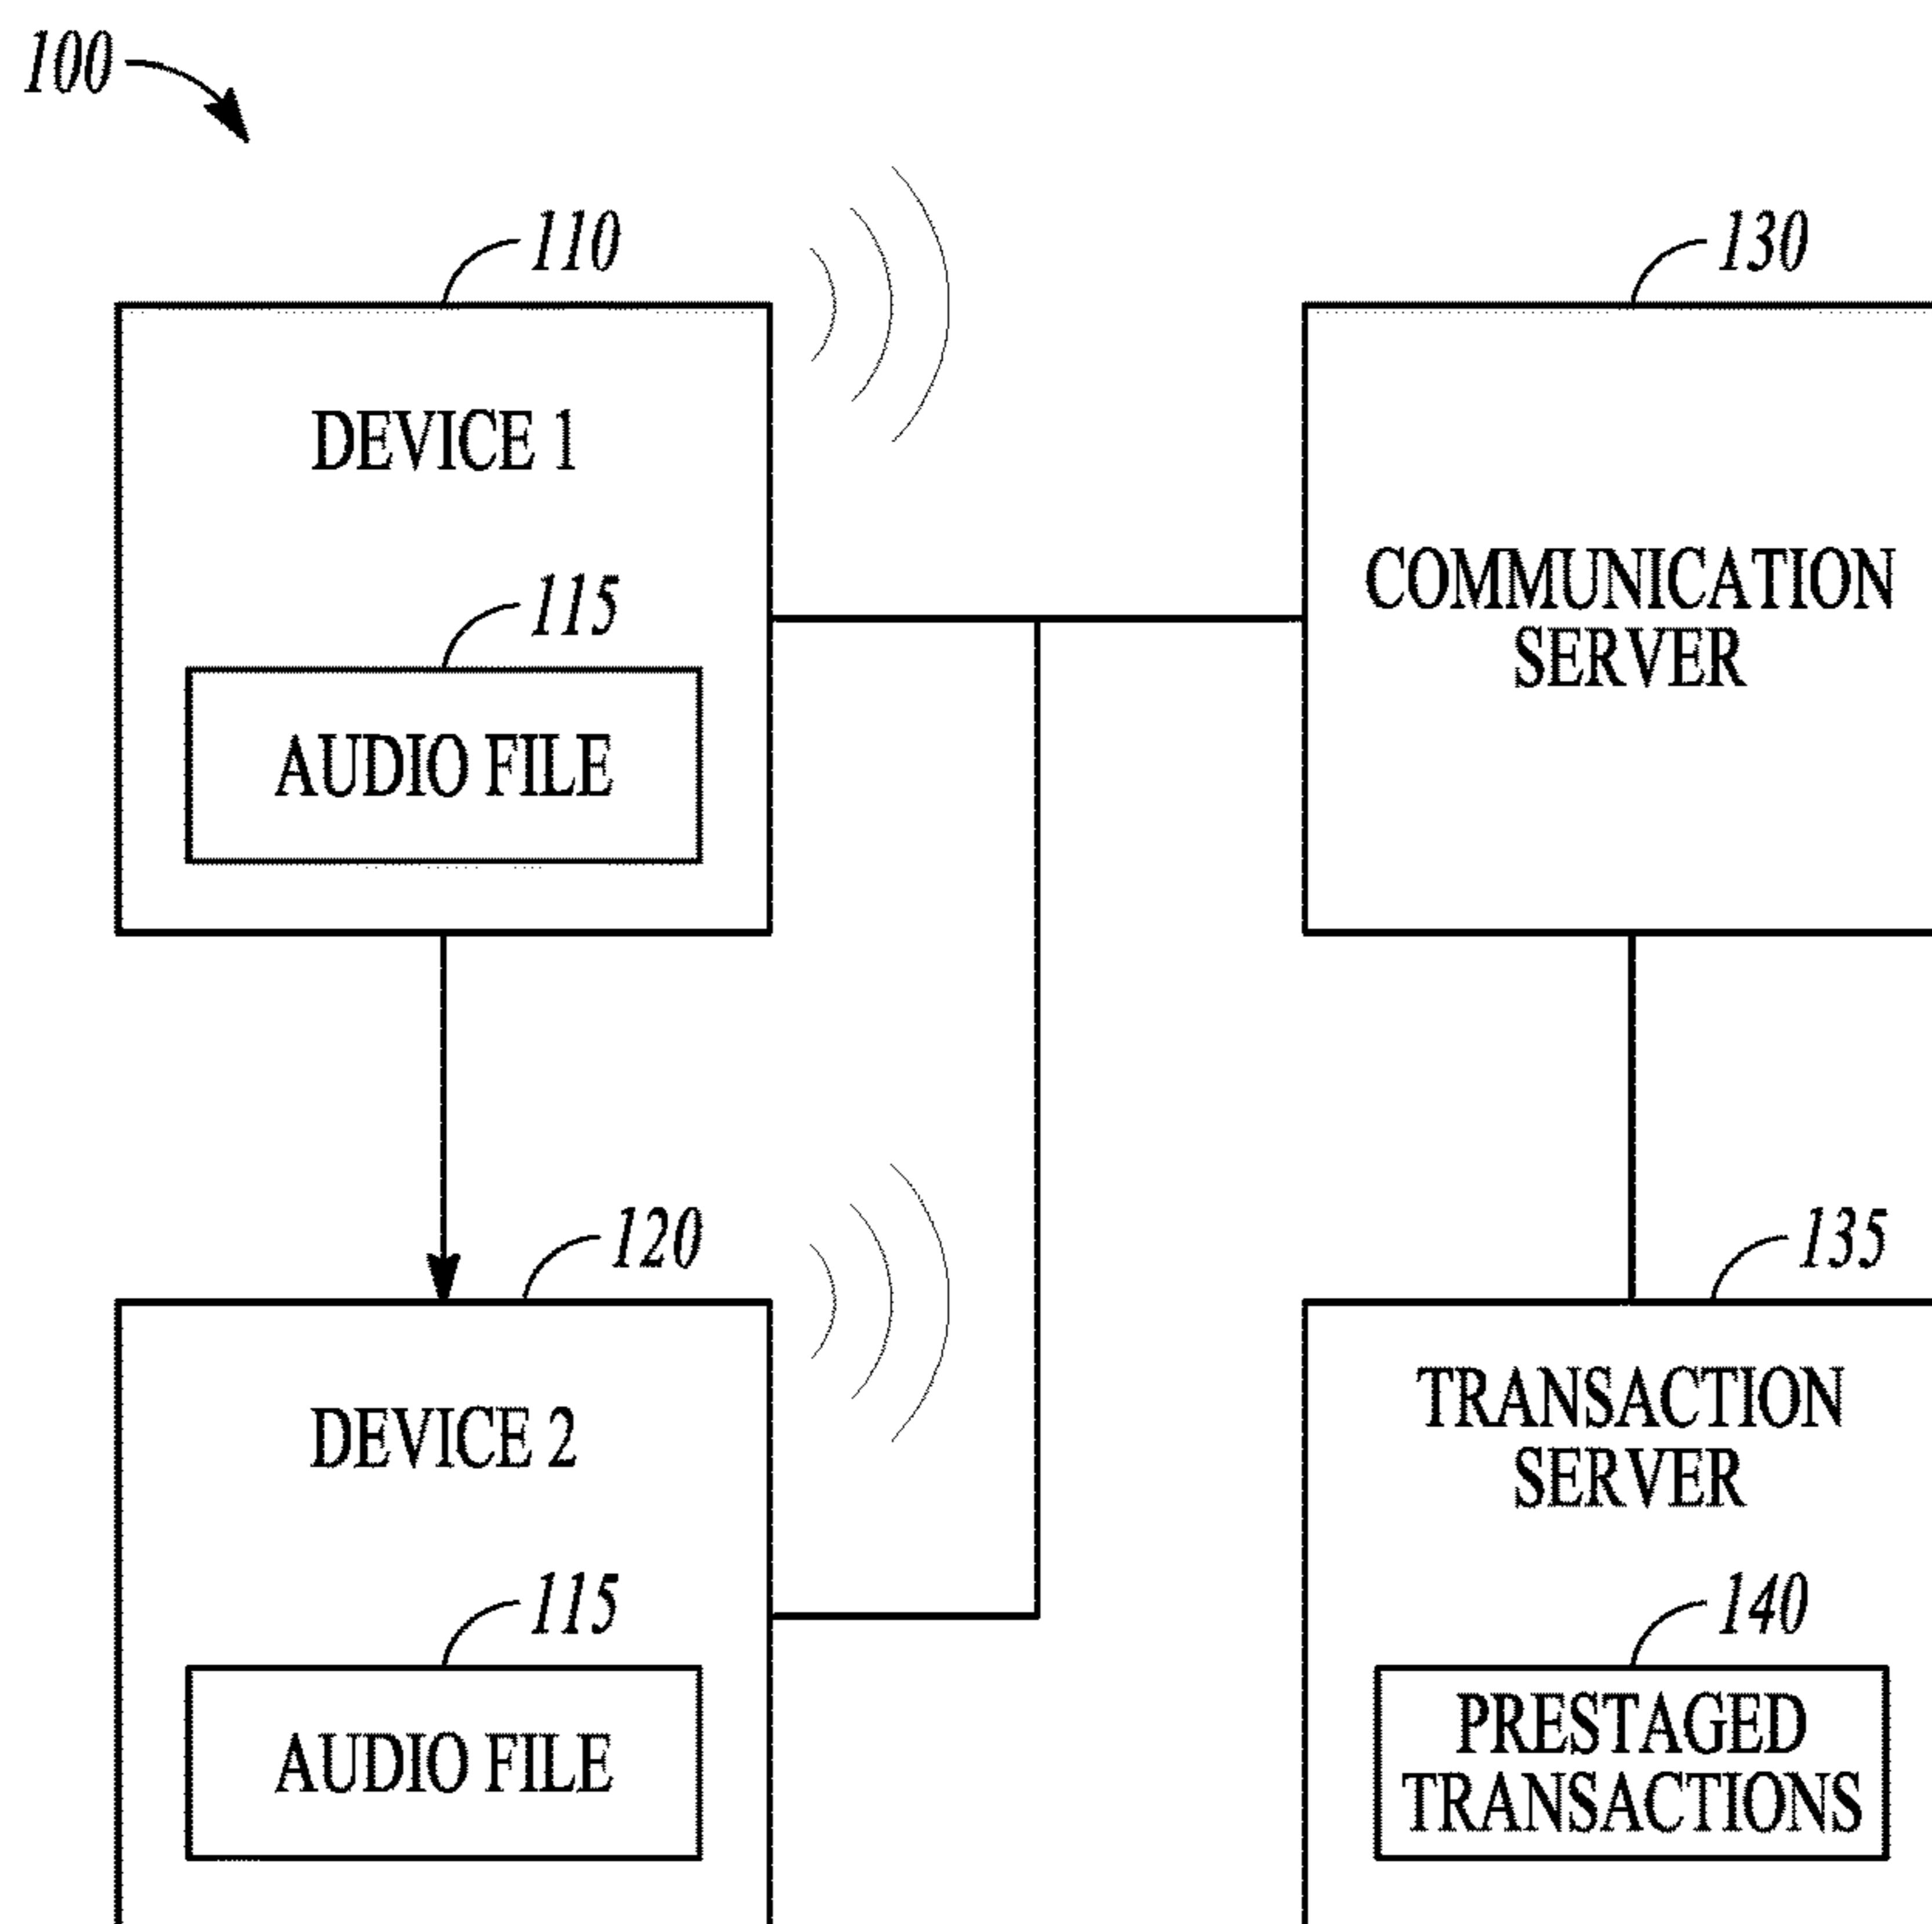 100
110
130
DEVICE 1
COMMUNICATION
SERVER
115
AUDIO FILE
120
135
DEVICE 2
TRANSACTION
SERVER
115
140
AUDIO FILE
PRESTAGED
TRANSACTIONS